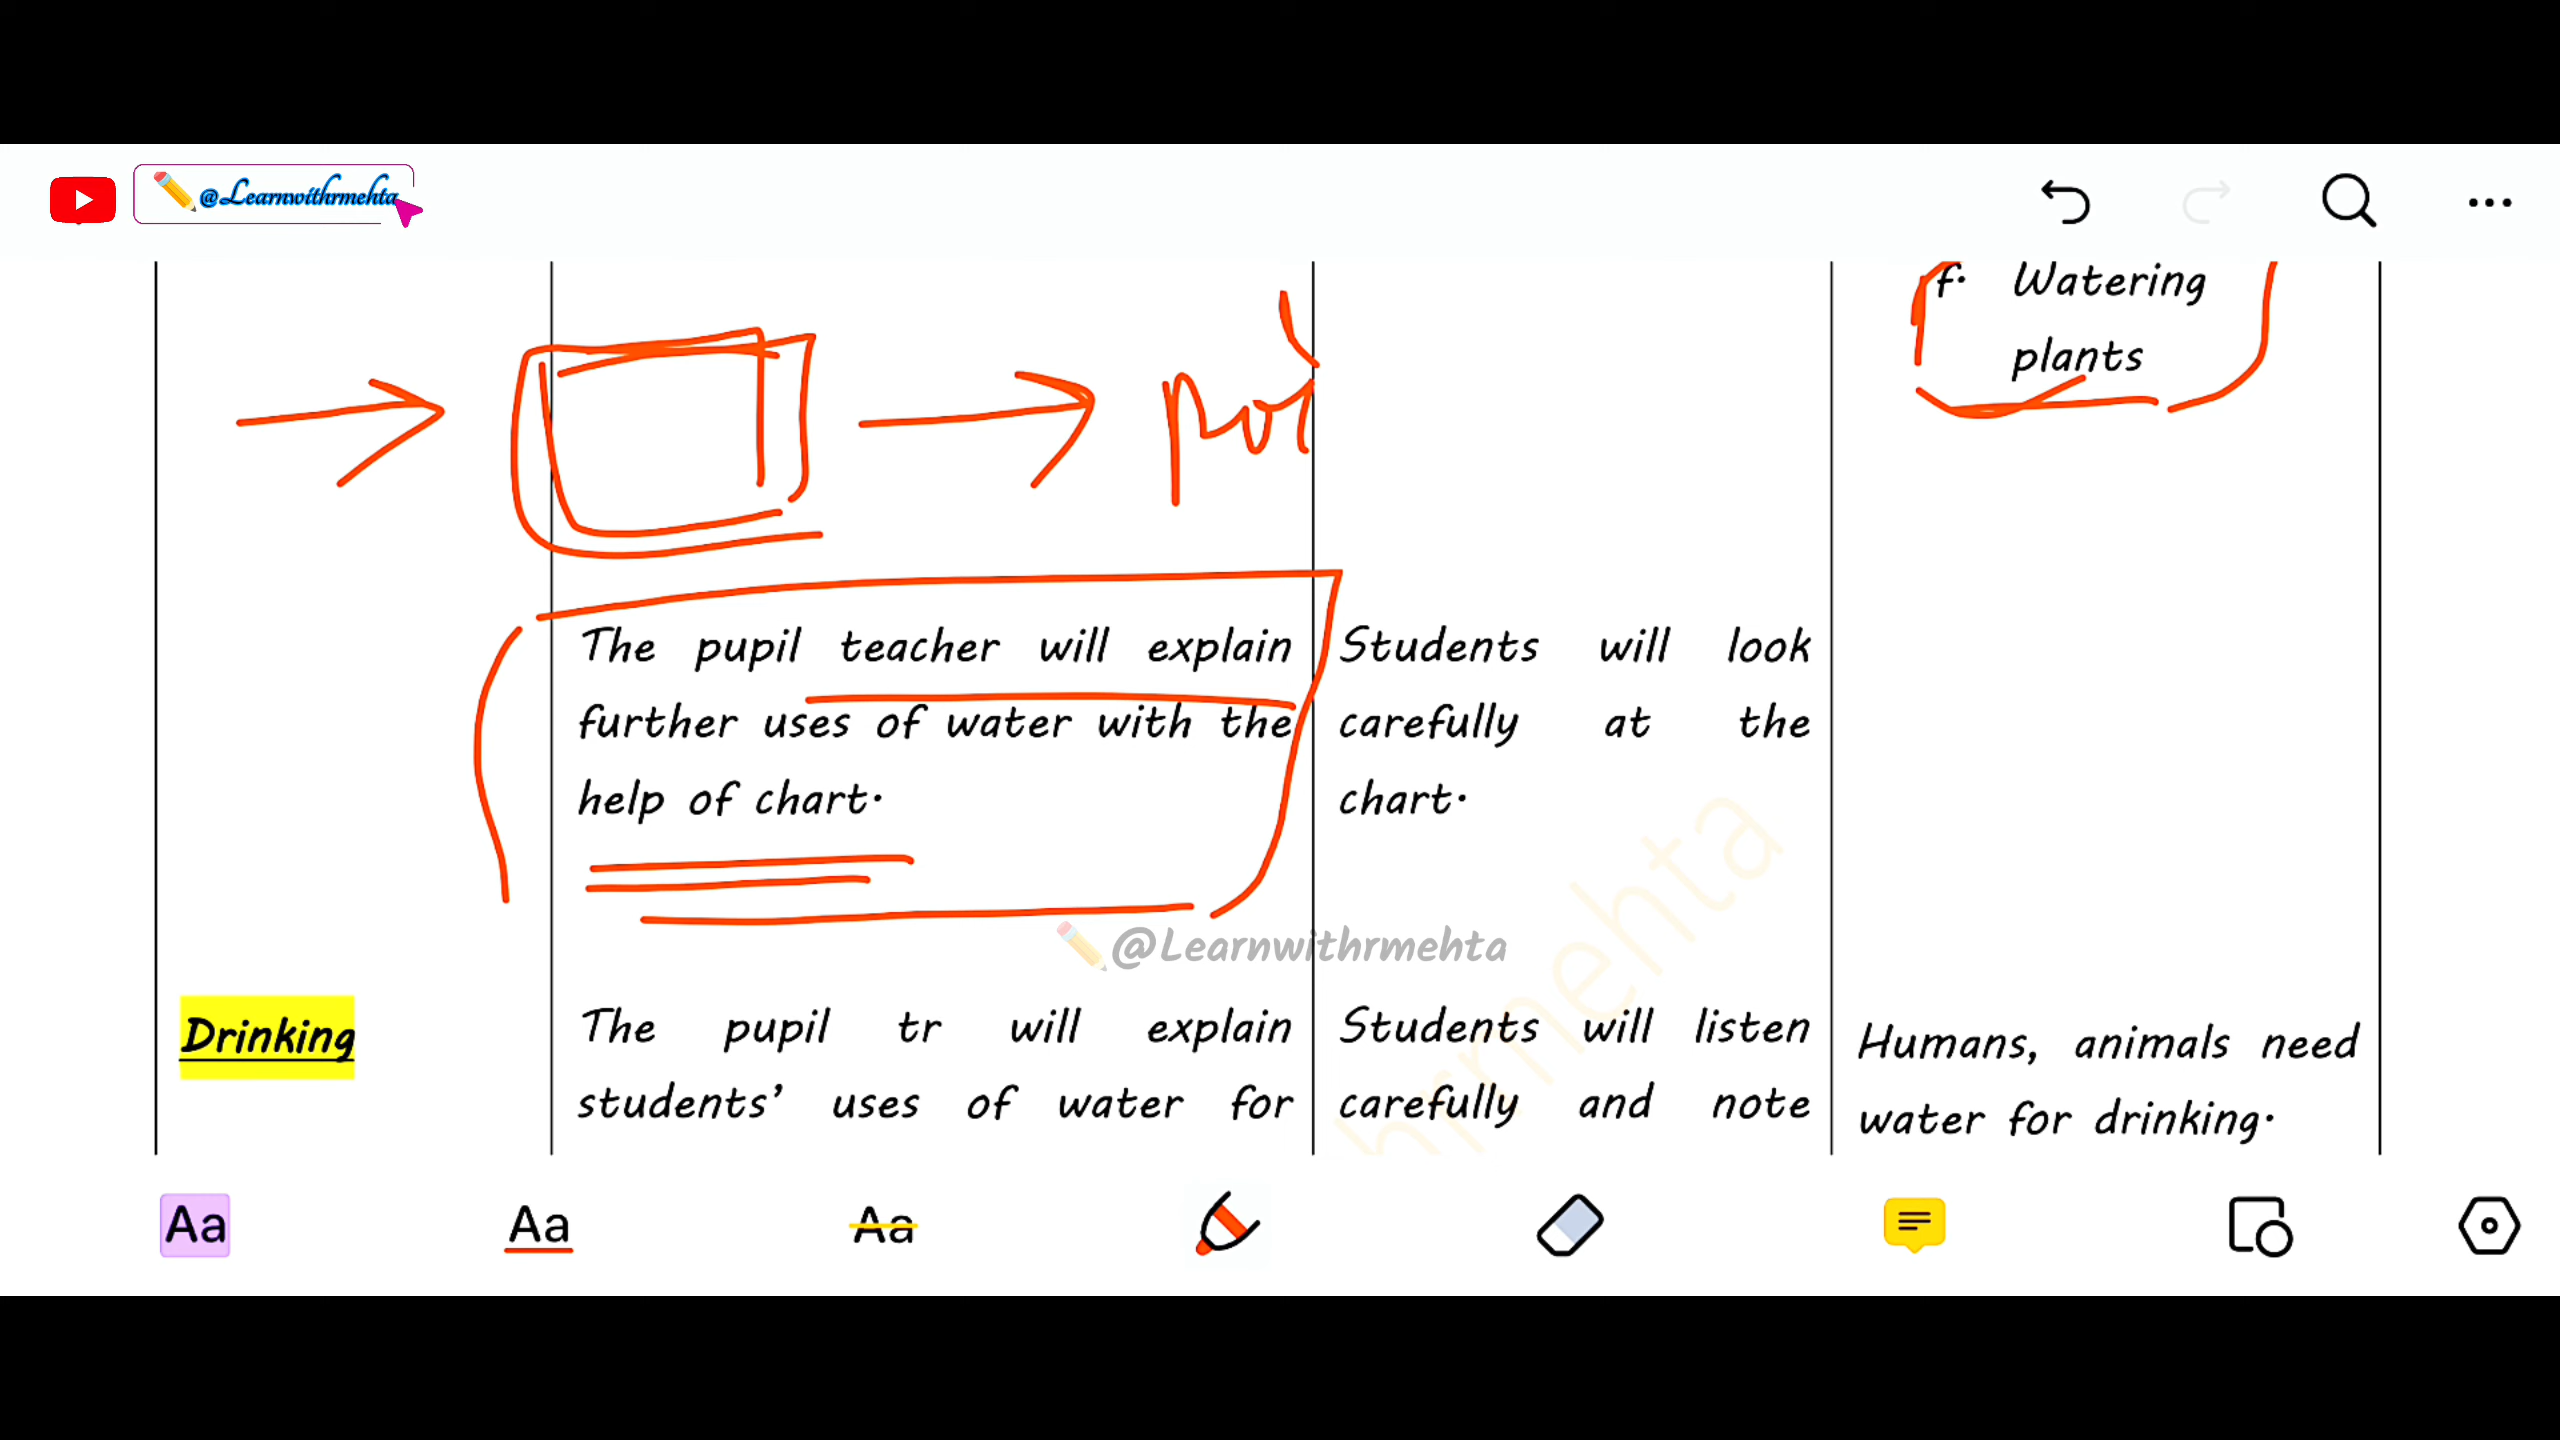 @Learnwithrmehta
f. Watering
plants
The pupil teacher will explain
further uses of water with the
help of chart.
Students will look
carefully at the
chart.
@Learnwithrmehta
hrmehta
Drinking
The pupil tr will explain
students' uses of water for
Students will listen
carefully and note
Humans, animals need
water for drinking.
Aa
Aa
Aa